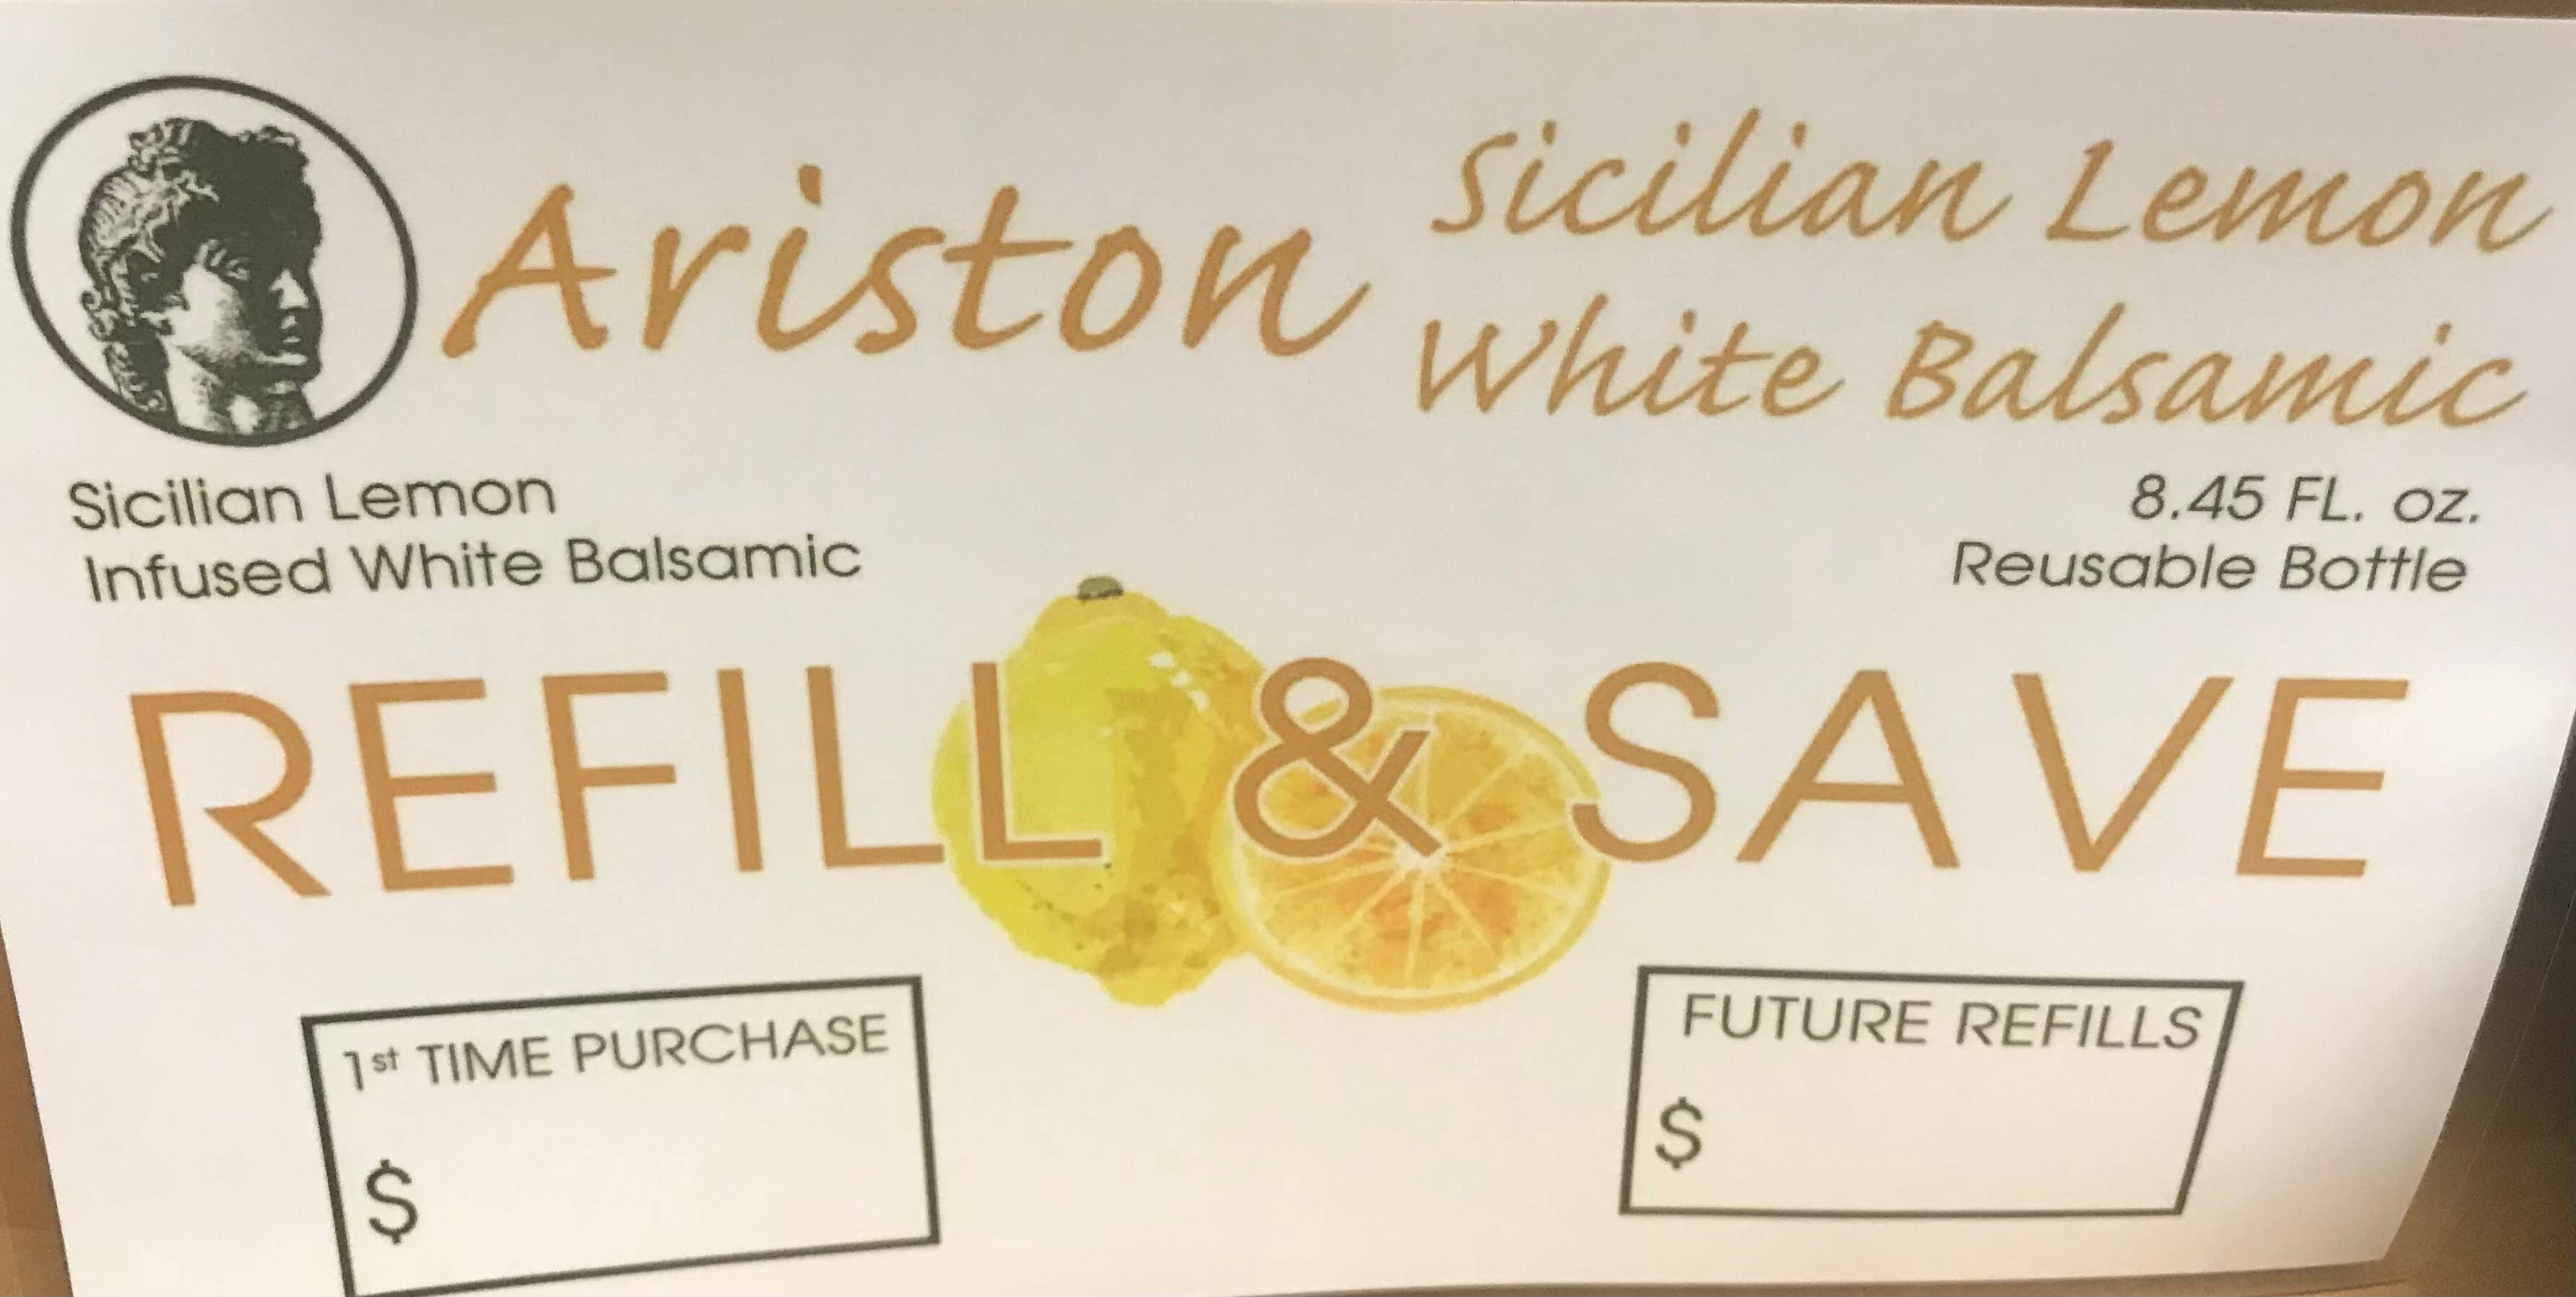 Ariston
Sicilian Lemon
White Balsamic
Sicilian Lemon
Infused White Balsamic
8.45 FL. oz.
Reusable Bottle
REFILL & SAVE
1st TIME PURCHASE
$
FUTURE REFILLS
$